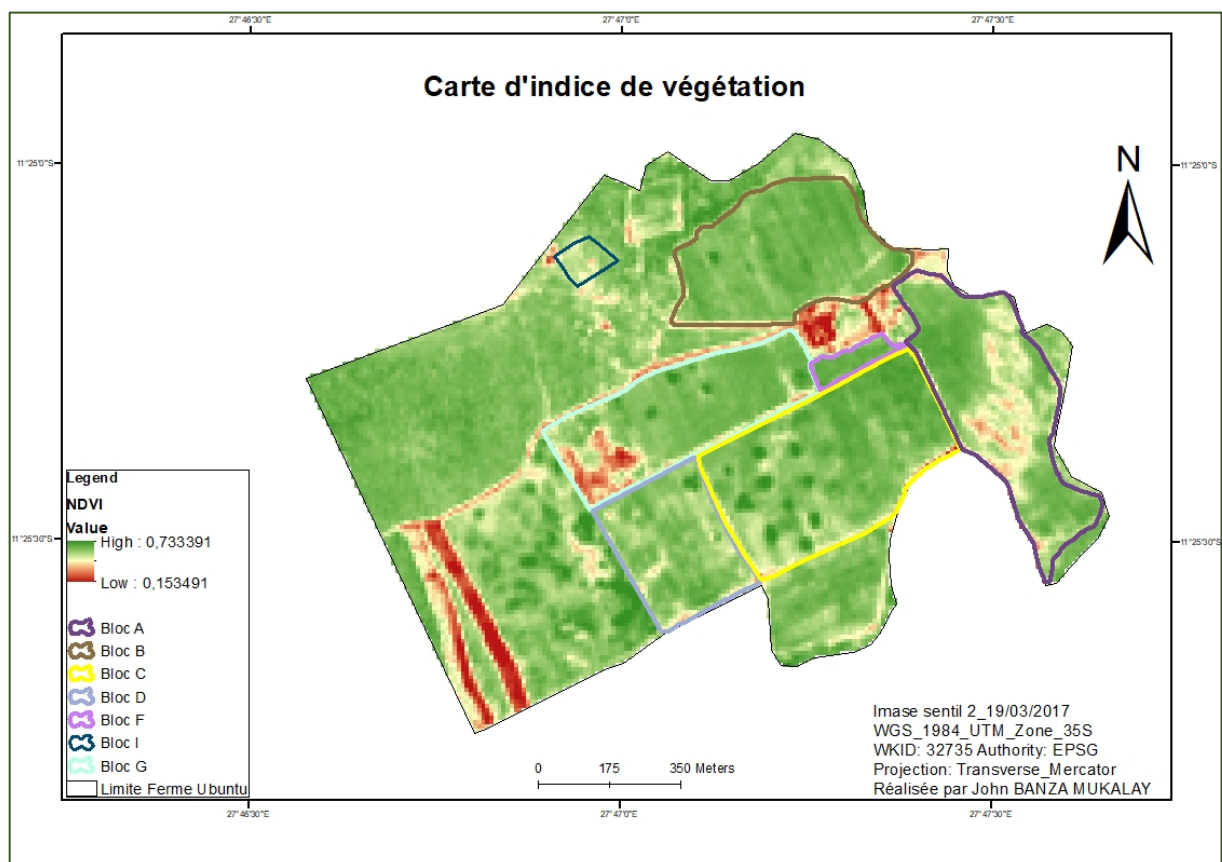 27°46'30"E
27°47'0"E
27°47'30"E
Carte d'indice de végétation
11°25'0"S
11°25'0"S
N
Legend
NDVI
Value
High : 0,733391
Low : 0,153491
11°25'30"S
11°25'30"S
Bloc A
Bloc B
Bloc C
Bloc D
Bloc F
Bloc I
Bloc G
Limite Ferme Ubuntu
0 175 350 Meters
Imase sentil 2_19/03/2017
WGS_1984_UTM_Zone_35S
WKID: 32735 Authority: EPSG
Projection: Transverse_Mercator
Réalisée par John BANZA MUKALAY
27°46'30"E
27°47'0"E
27°47'30"E